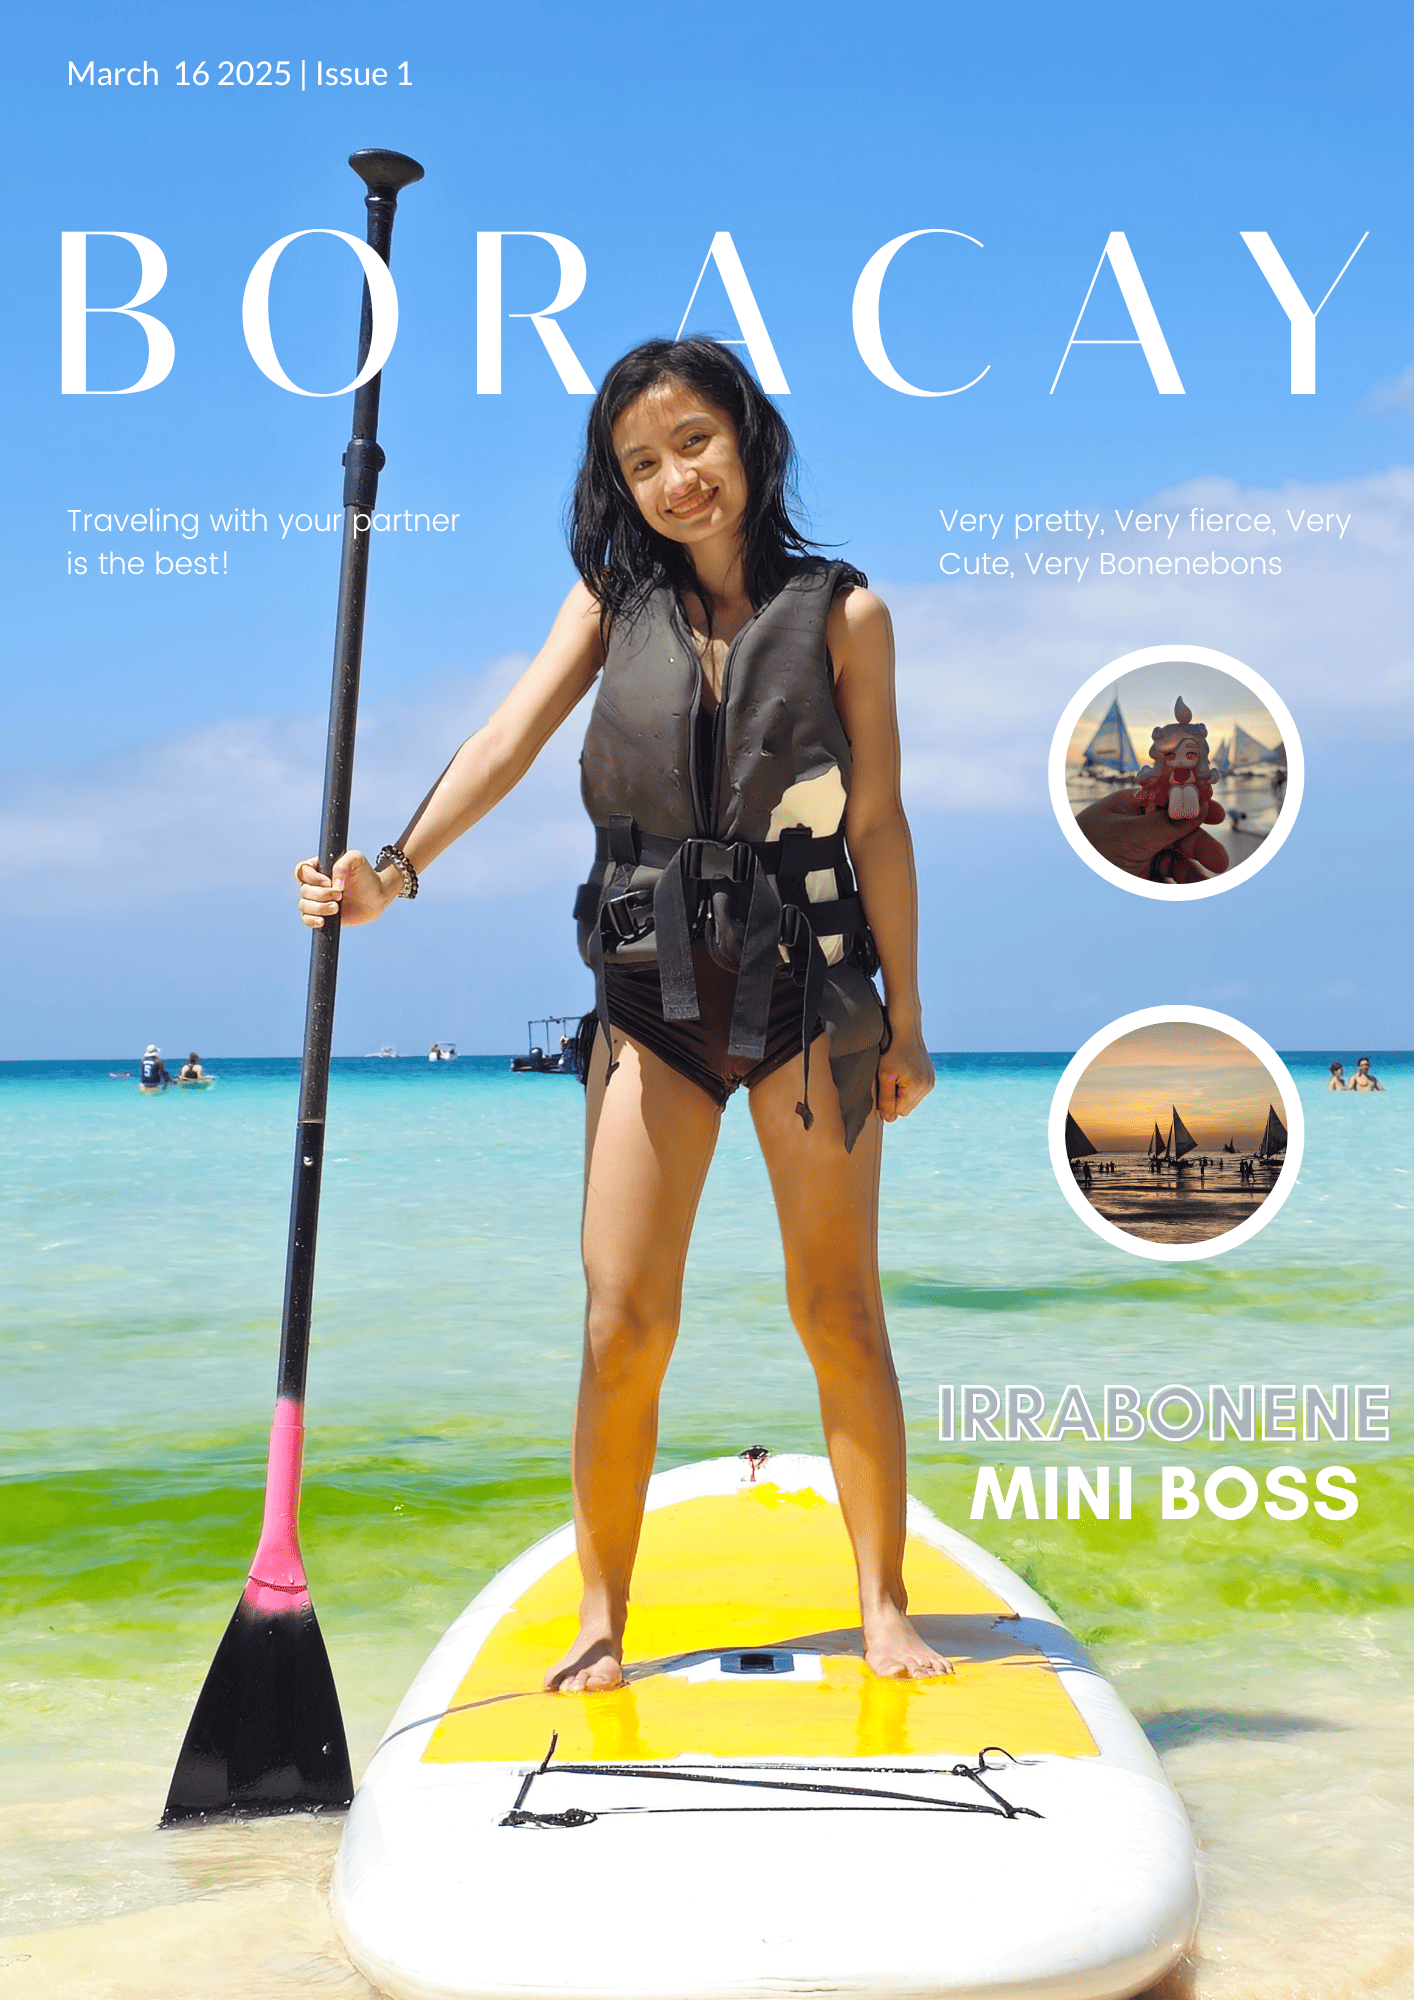 March 16 2025 | Issue 1
BORACAY
Traveling with your partner
is the best!
Very pretty, Very fierce, Very
Cute, Very Bonenebons
IRRABONENE
MINI BOSS